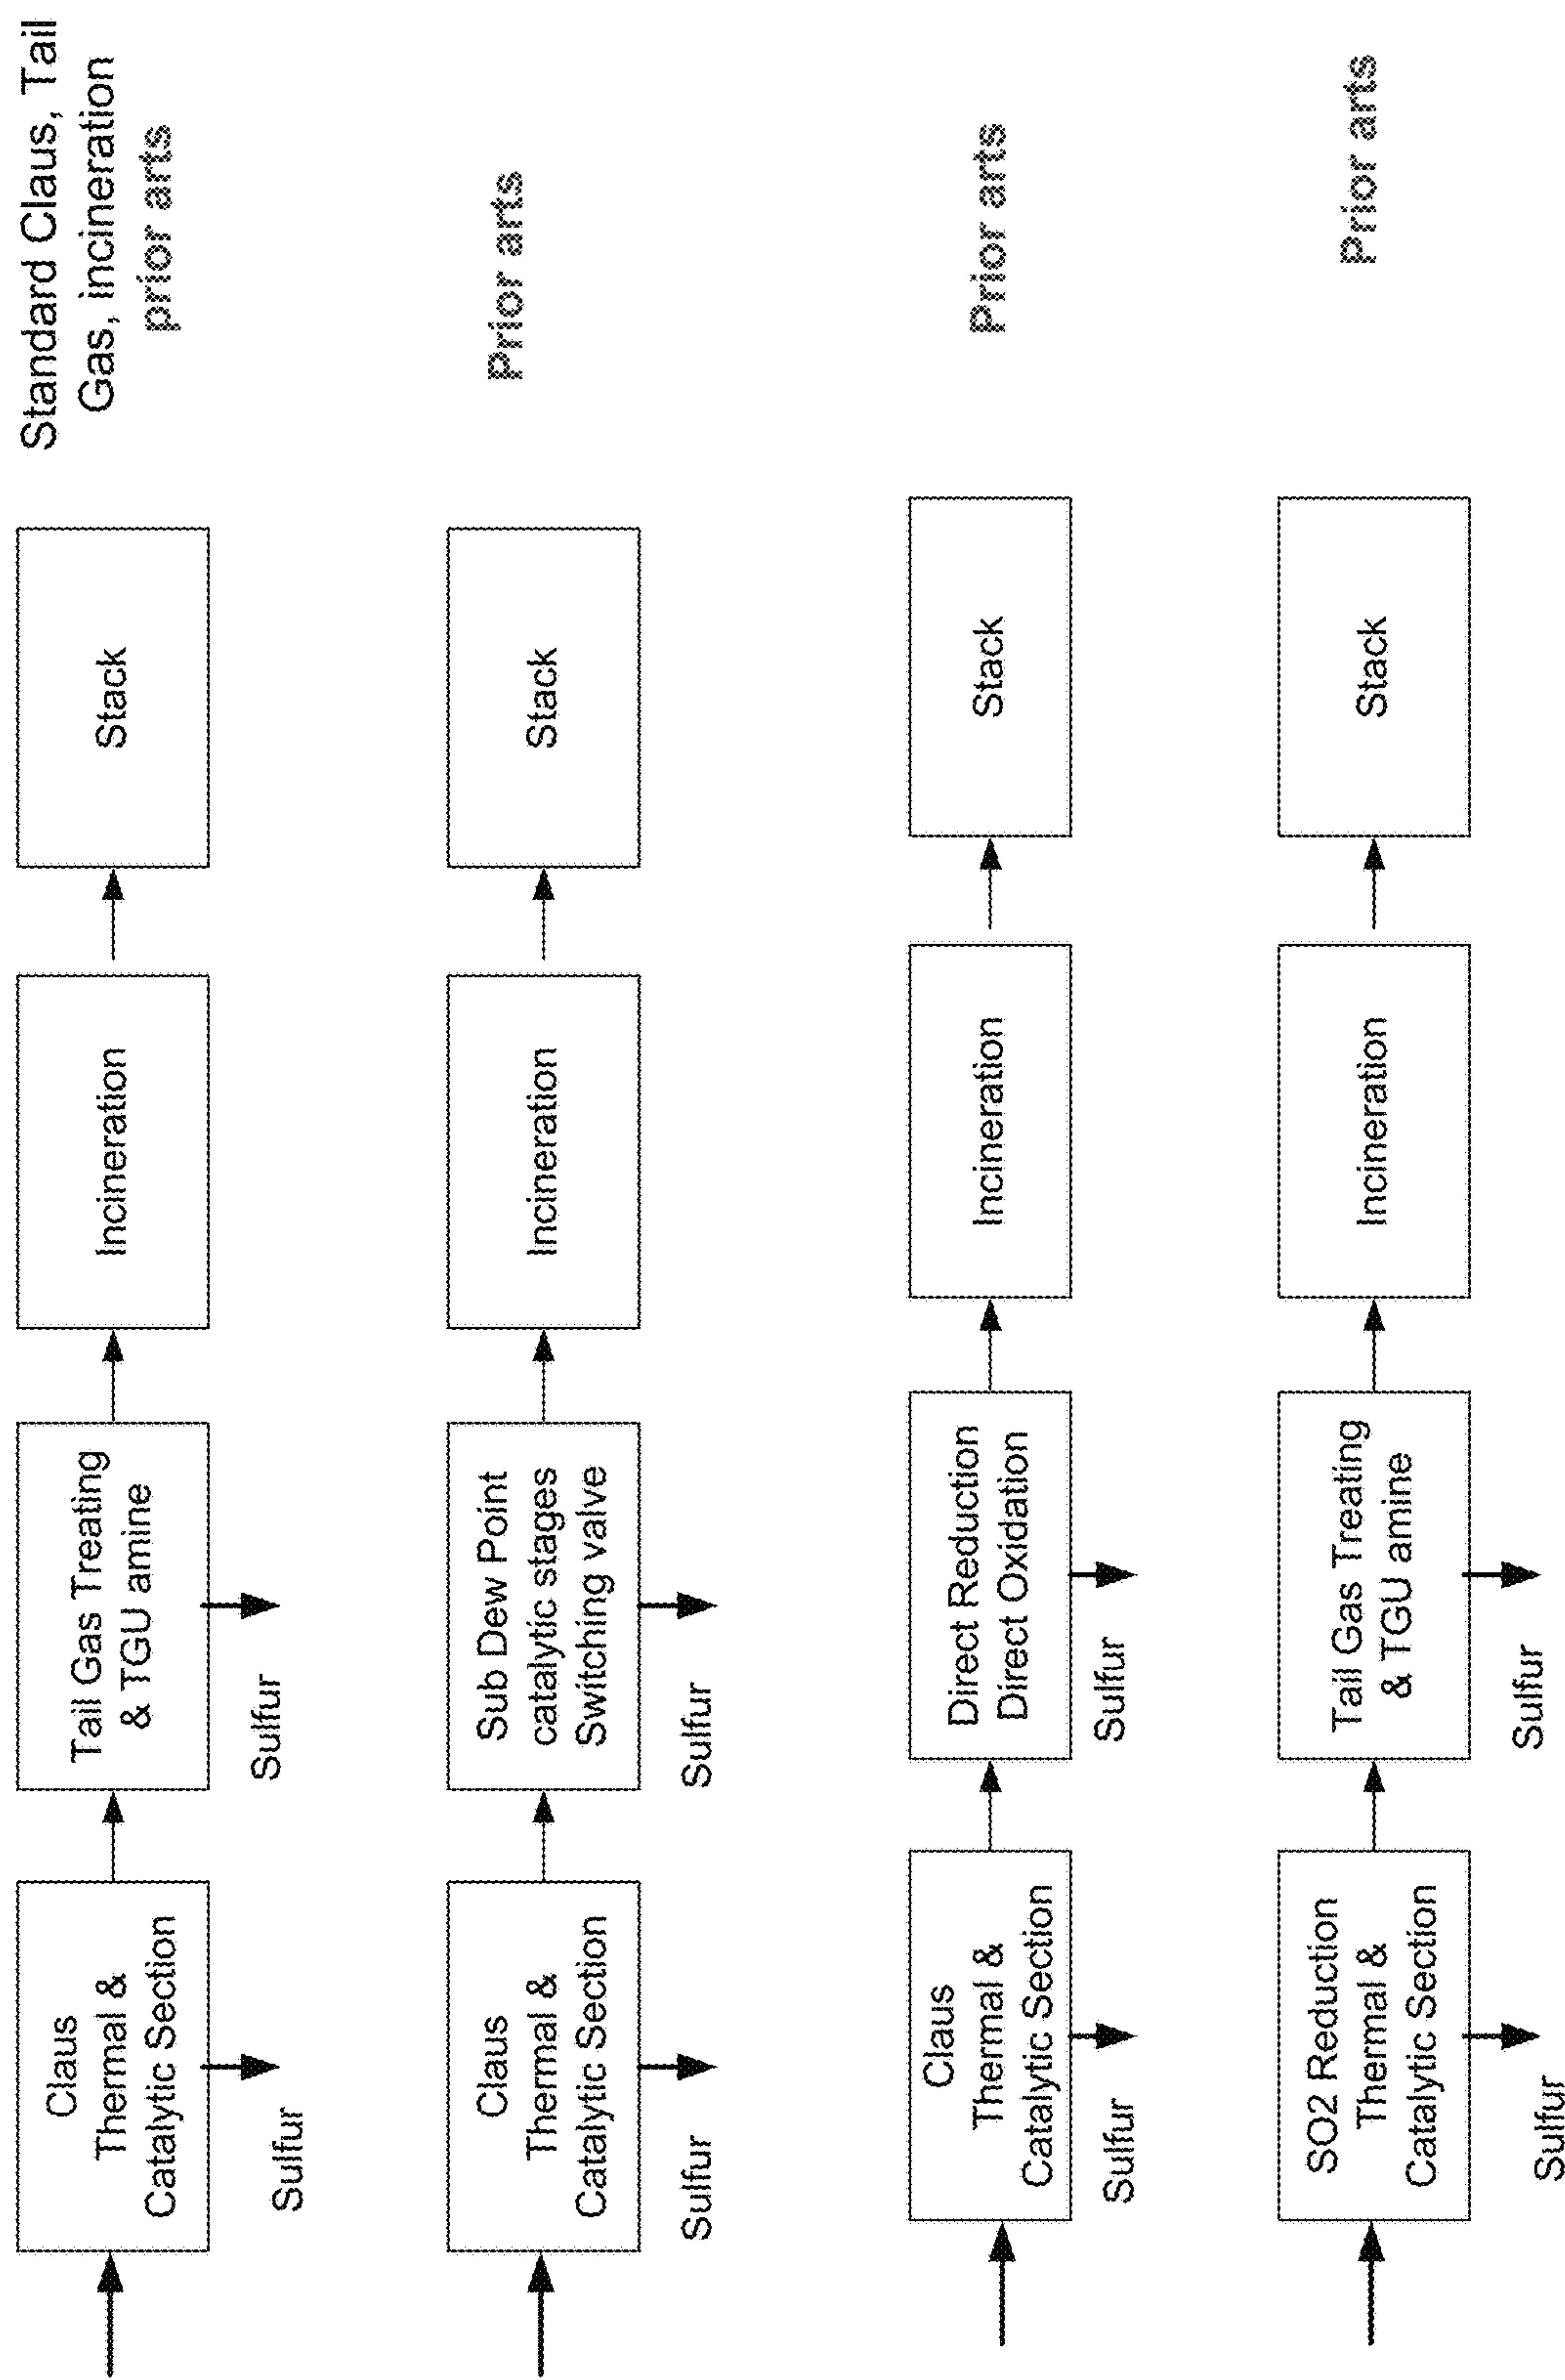 Claus
Thermal &
Catalytic Section
Sulfur
Tail Gas Treating
& TGU amine
Sulfur
Incineration
Stack
Standard Claus, Tail
Gas, incineration
prior arts
Claus
Thermal &
Catalytic Section
Sulfur
Sub Dew Point
catalytic stages
Switching valve
Sulfur
Incineration
Stack
Prior arts
Claus
Thermal &
Catalytic Section
Sulfur
Direct Reduction
Direct Oxidation
Sulfur
Incineration
Stack
Prior arts
SO2 Reduction
Thermal &
Catalytic Section
Sulfur
Tail Gas Treating
& TGU amine
Sulfur
Incineration
Stack
Prior arts